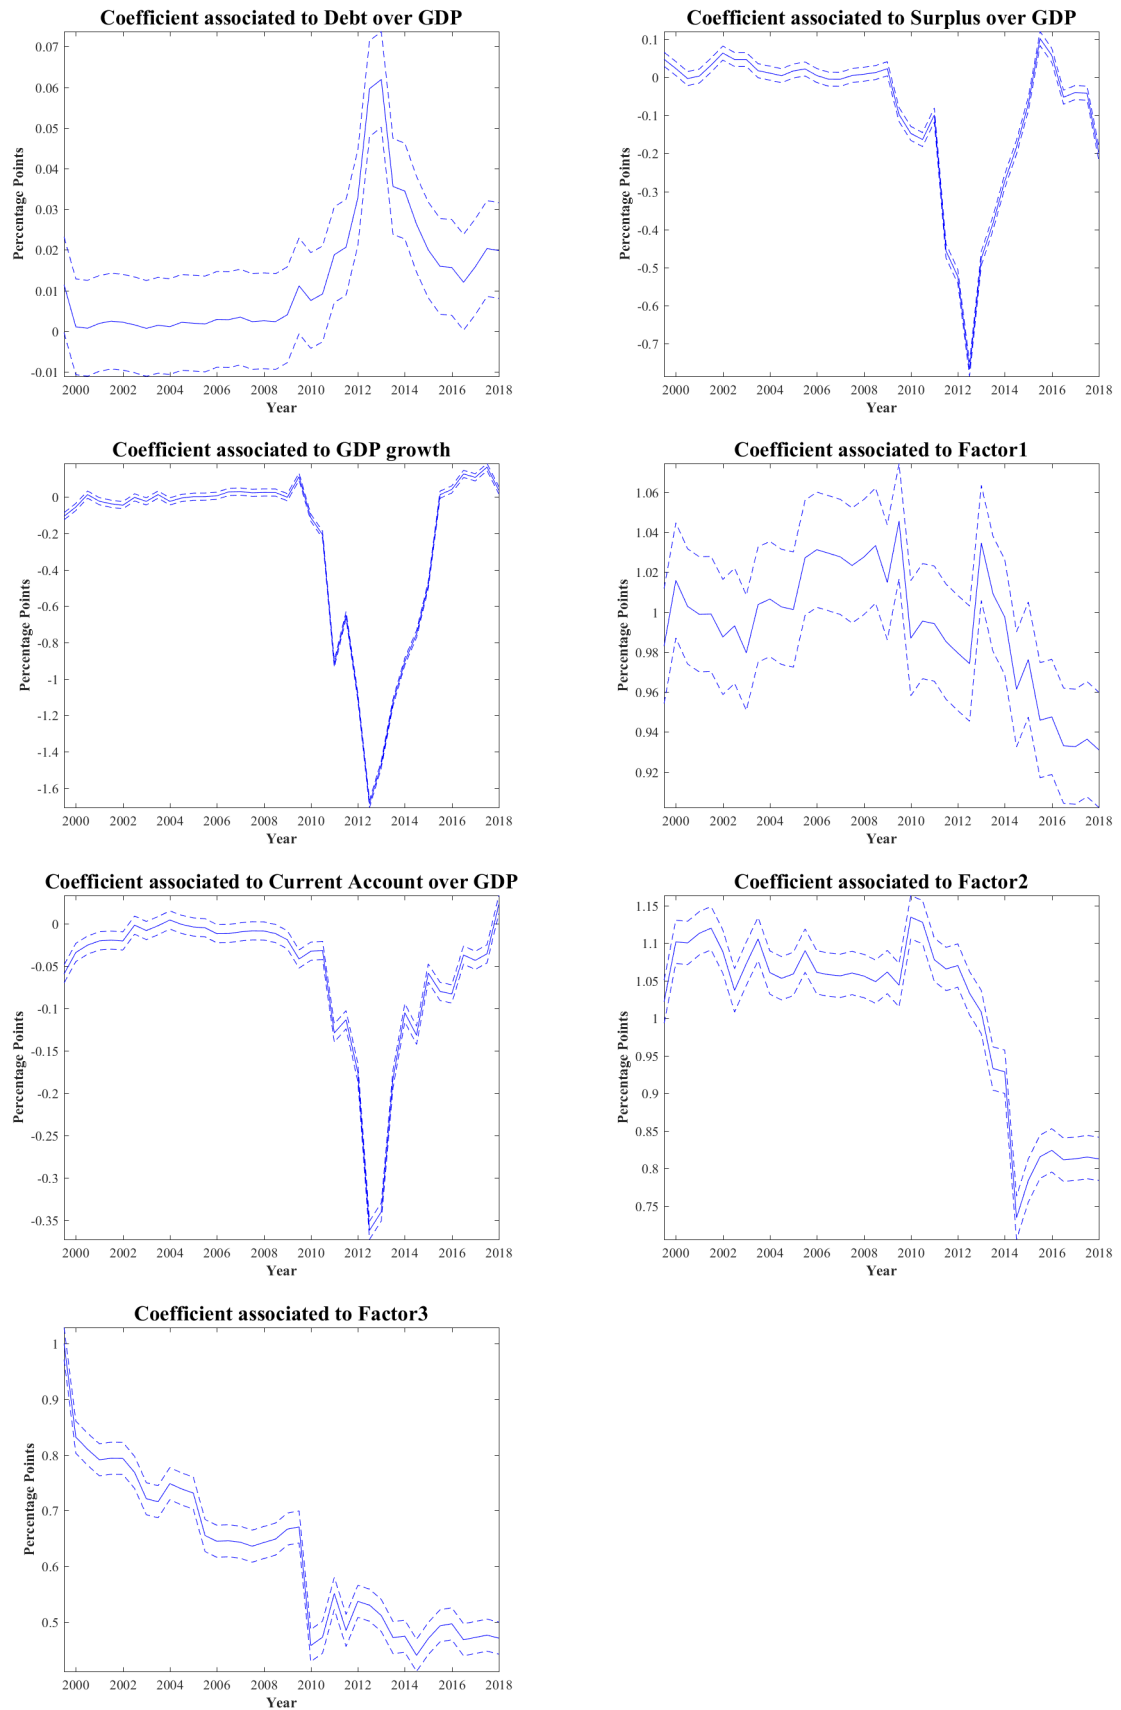 Coefficient associated to Debt over GDP
Percentage Points
0.07
0.06
0.05
0.04
0.03
0.02
0.01
0
-0.01
2000 2002 2004 2006 2008 2010 2012 2014 2016 2018
Year
Coefficient associated to Surplus over GDP
Percentage Points
0.1
0
-0.1
-0.2
-0.3
-0.4
-0.5
-0.6
-0.7
2000 2002 2004 2006 2008 2010 2012 2014 2016 2018
Year
Coefficient associated to GDP growth
Percentage Points
0
-0.2
-0.4
-0.6
-0.8
-1
-1.2
-1.4
-1.6
2000 2002 2004 2006 2008 2010 2012 2014 2016 2018
Year
Coefficient associated to Factor1
Percentage Points
1.06
1.04
1.02
1
0.98
0.96
0.94
0.92
2000 2002 2004 2006 2008 2010 2012 2014 2016 2018
Year
Coefficient associated to Current Account over GDP
Percentage Points
0
-0.05
-0.1
-0.15
-0.2
-0.25
-0.3
-0.35
2000 2002 2004 2006 2008 2010 2012 2014 2016 2018
Year
Coefficient associated to Factor2
Percentage Points
1.15
1.1
1.05
1
0.95
0.9
0.85
0.8
0.75
2000 2002 2004 2006 2008 2010 2012 2014 2016 2018
Year
Coefficient associated to Factor3
Percentage Points
1
0.9
0.8
0.7
0.6
0.5
2000 2002 2004 2006 2008 2010 2012 2014 2016 2018
Year